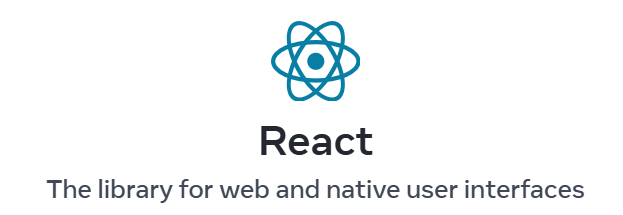 React
The library for web and native user interfaces